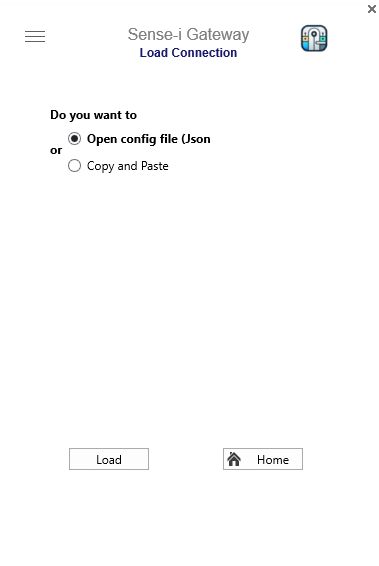 Sense-i Gateway
Load Connection
Do you want to
Open config file (Json
or
Copy and Paste
Load
Home